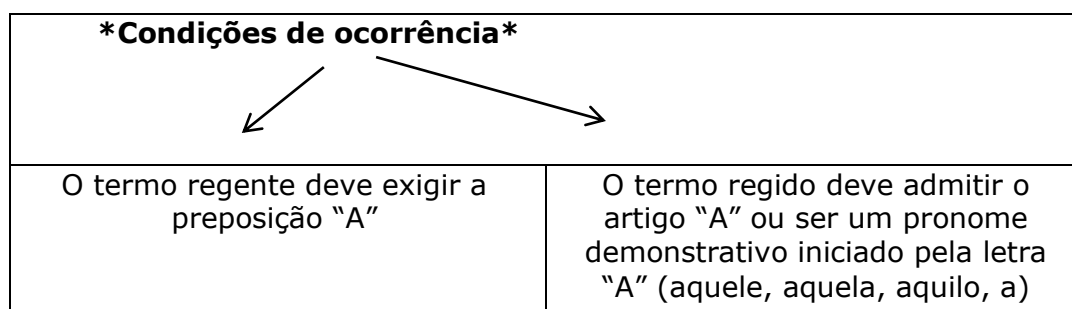 *Condições de ocorrência*
O termo regente deve exigir a
preposição “A”
O termo regido deve admitir o
artigo “A” ou ser um pronome
demonstrativo iniciado pela letra
“A” (aquele, aquela, aquilo, a)